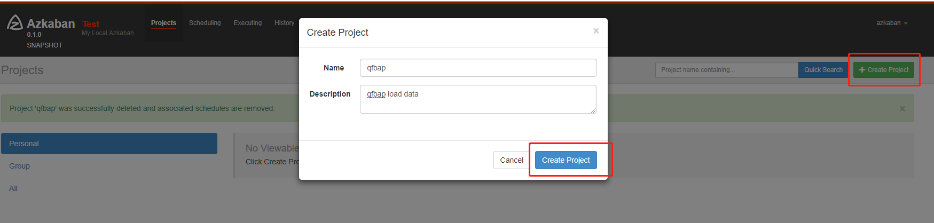 Azkaban Test
0.1.0
My Local Azkaban
SNAPSHOT
Projects Scheduling Executing History
azkaban
Create Project
×
Name
qfbap
Description
qfbap load data
Cancel Create Project
Projects
Project name containing...
Quick Search
+ Create Project
Project 'qfbap' was successfully deleted and associated schedules are removed.
×
Personal
Group
All
No Viewable
Click Create Pr